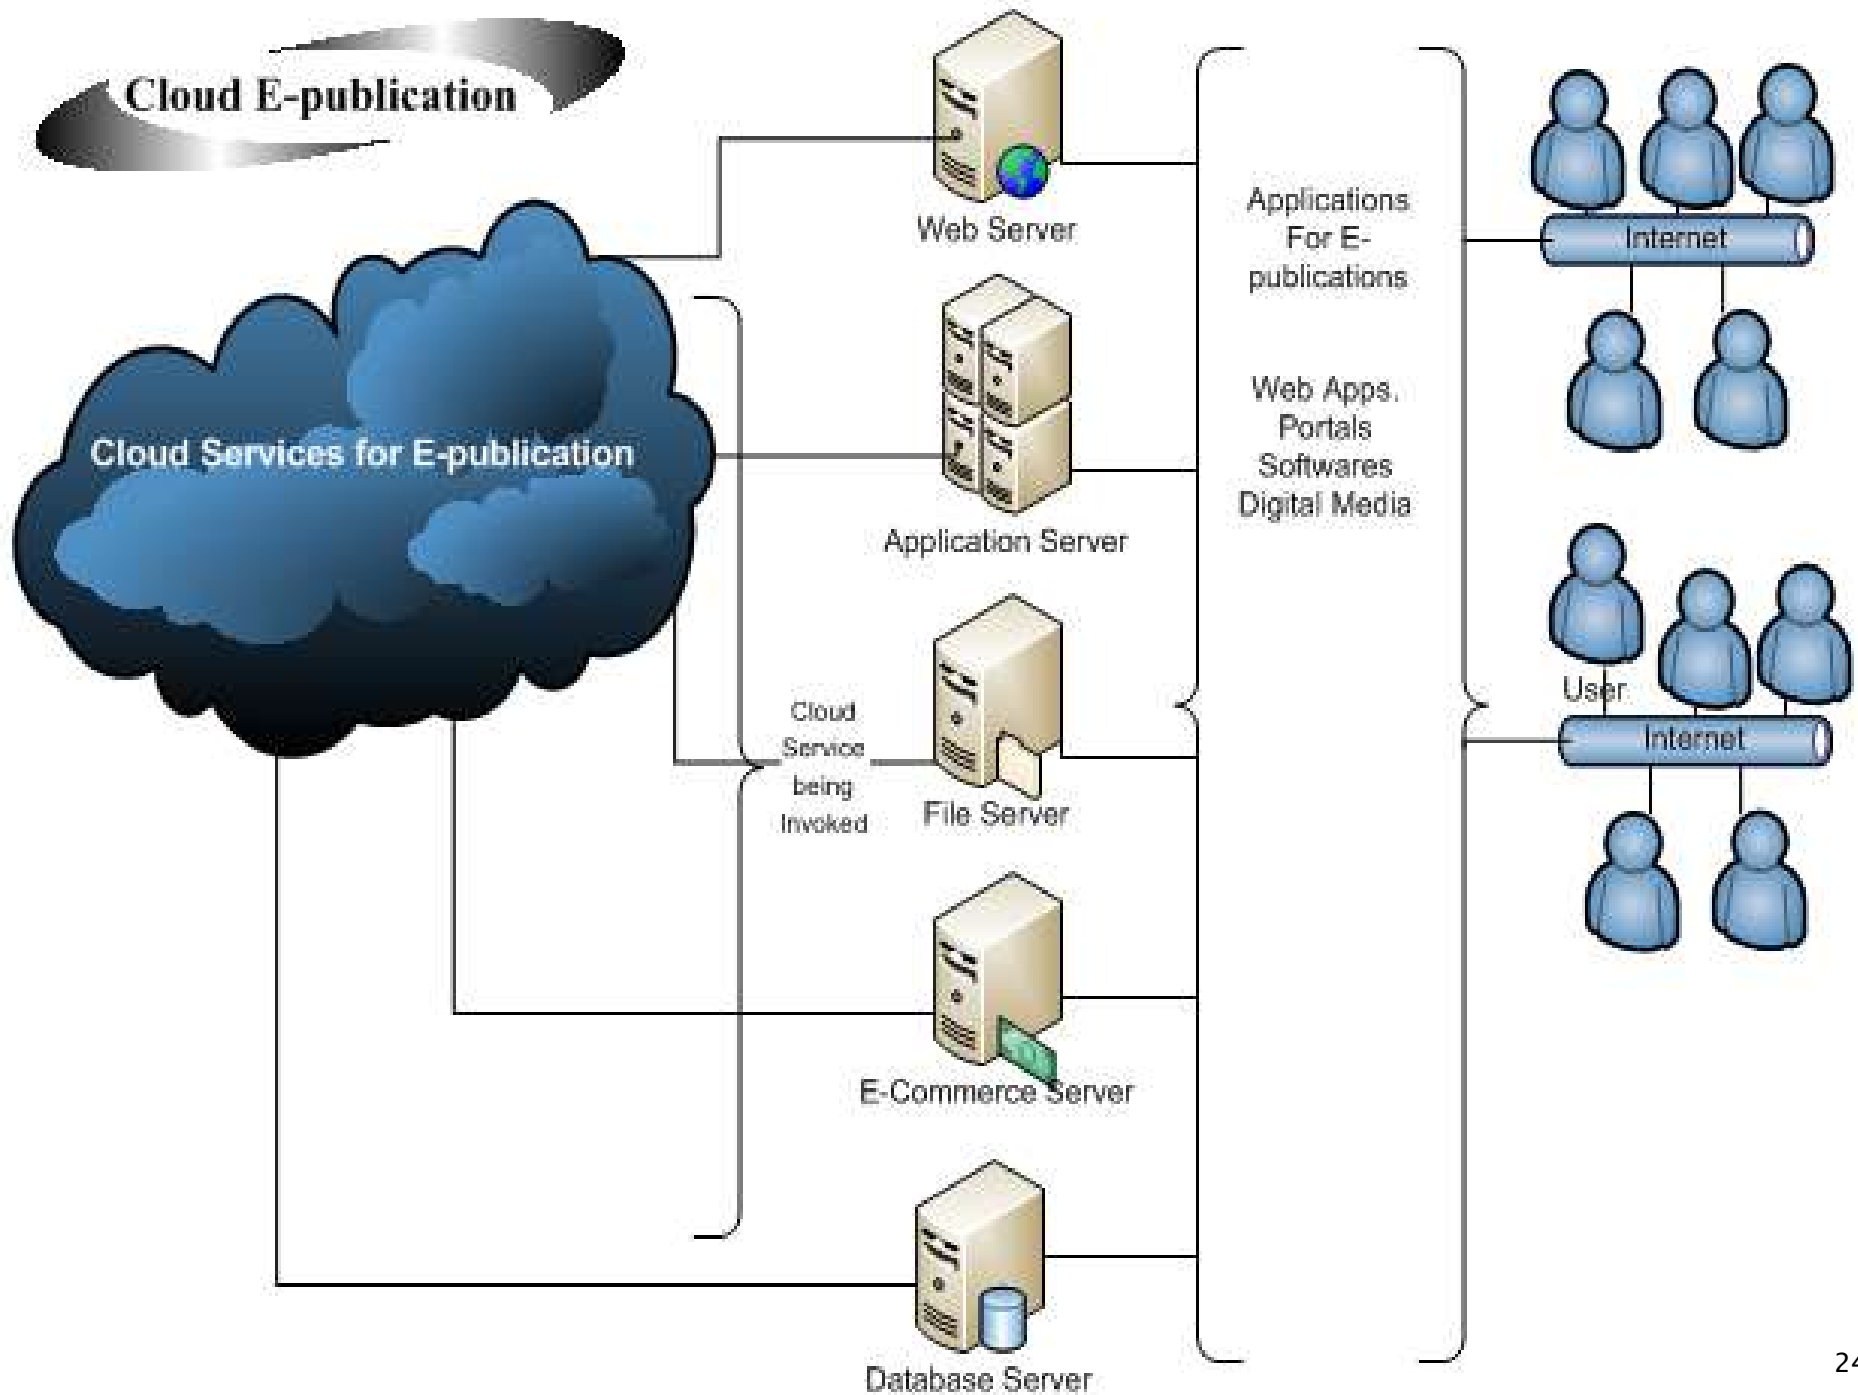 Cloud E-publication
Cloud Services for E-publication
Web Server
Application Server
Cloud
Service
being
Invoked
File Server
E-Commerce Server
Database Server
Applications
For E-
publications
Web Apps.
Portals
Softwares
Digital Media
Internet
User
Internet
24